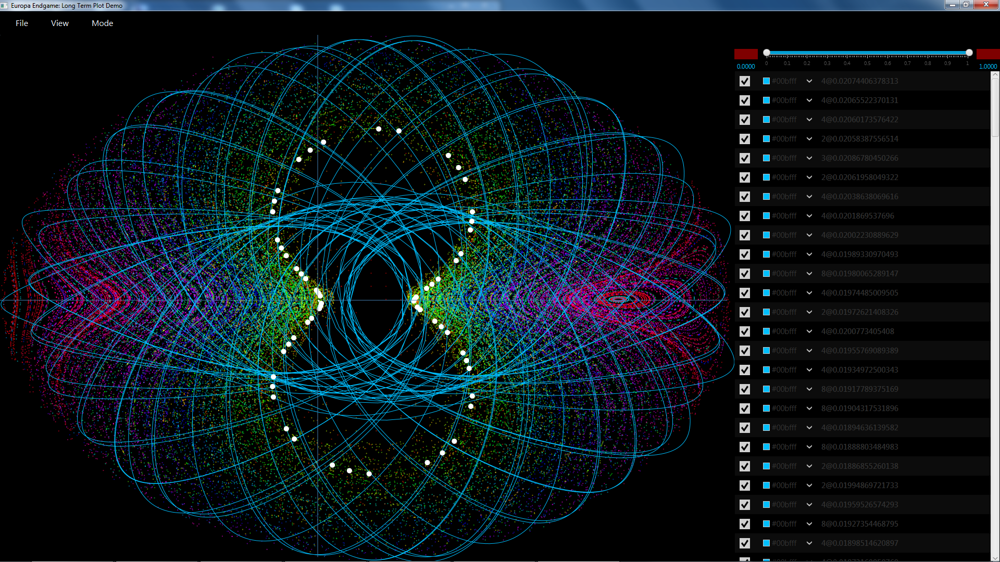 Europa Endgame: Long Term Plot Demo
File View Mode
0 0.1 0.2 0.3 0.4 0.5 0.6 0.7 0.8 0.9 1
0.0000 1.0000
#00bfff 4@0.02074406378313
#00bfff 4@0.02065522370131
#00bfff 4@0.02060173576422
#00bfff 2@0.02058387556514
#00bfff 3@0.02086780450266
#00bfff 2@0.02061958049322
#00bfff 4@0.02038638069616
#00bfff 4@0.0201869537696
#00bfff 4@0.02002230889629
#00bfff 4@0.01989330970493
#00bfff 8@0.01980065289147
#00bfff 4@0.01974485009505
#00bfff 2@0.01972621408326
#00bfff 4@0.0200773405408
#00bfff 4@0.01955769089389
#00bfff 4@0.01934972500343
#00bfff 8@0.01917789375169
#00bfff 8@0.01904317531896
#00bfff 4@0.01894636139582
#00bfff 8@0.01888803484983
#00bfff 2@0.01886855260138
#00bfff 2@0.01994869721733
#00bfff 4@0.01959526574293
#00bfff 8@0.01927354468795
#00bfff 4@0.01898514620897